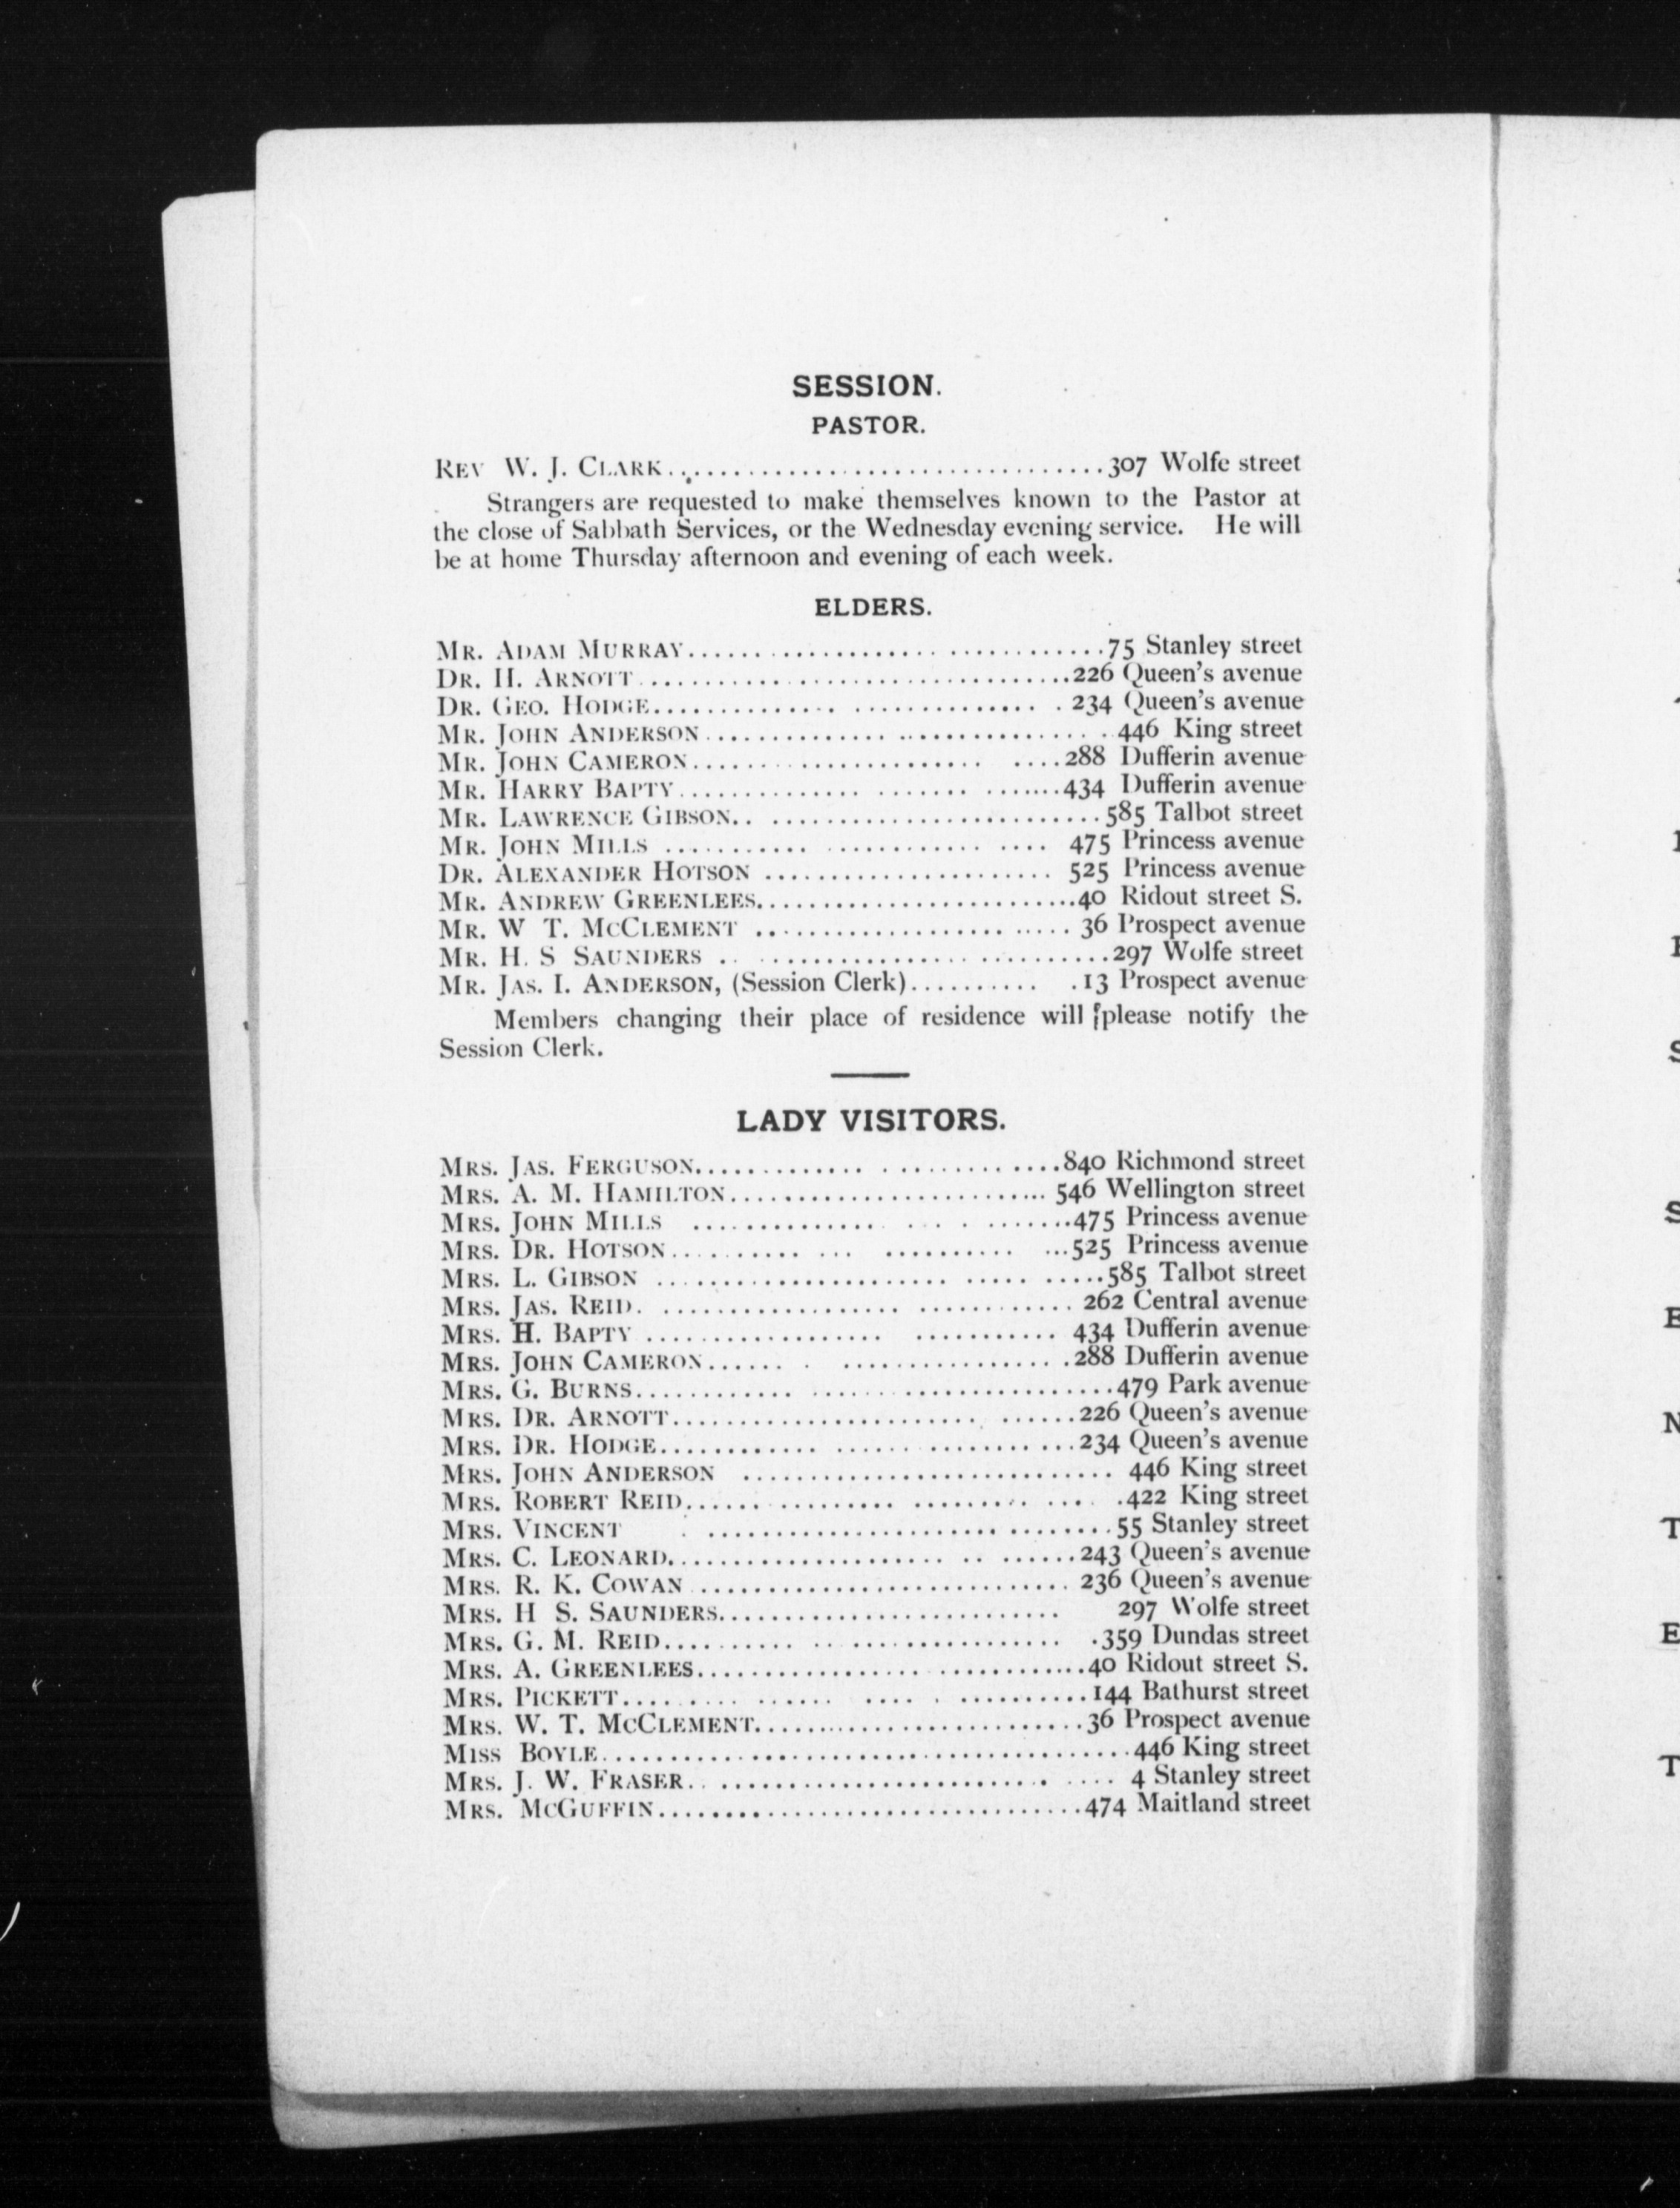 SESSION.
PASTOR.
REV W. J. CLARK................................307 Wolfe street
Strangers are requested to make themselves known to the Pastor at
the close of Sabbath Services, or the Wednesday evening service. He will
be at home Thursday afternoon and evening of each week.
ELDERS.
MR. ADAM MURRAY................................75 Stanley street
DR. H. ARNOTT................................226 Queen's avenue
DR. GEO. HODGE................................234 Queen's avenue
MR. JOHN ANDERSON................................446 King street
MR. JOHN CAMERON................................288 Dufferin avenue
MR. HARRY BAPTY................................434 Dufferin avenue
MR. LAWRENCE GIBSON................................585 Talbot street
MR. JOHN MILLS................................475 Princess avenue
DR. ALEXANDER HOTSON......................525 Princess avenue
MR. ANDREW GREENLEES........................40 Ridout street S.
MR. W T. MCCLEMENT........................36 Prospect avenue
MR. H. S SAUNDERS............................297 Wolfe street
MR. JAS. I. ANDERSON, (Session Clerk)...........13 Prospect avenue
Members changing their place of residence will please notify the
Session Clerk.
LADY VISITORS.
MRS. JAS. FERGUSON............................840 Richmond street
MRS. A. M. HAMILTON..........................546 Wellington street
MRS. JOHN MILLS............................475 Princess avenue
MRS. DR. HOTSON............................525 Princess avenue
MRS. L. GIBSON................................585 Talbot street
MRS. JAS. REID................................262 Central avenue
MRS. H. BAPTY................................434 Dufferin avenue
MRS. JOHN CAMERON..........................288 Dufferin avenue
MRS. G. BURNS................................479 Park avenue
MRS. DR. ARNOTT............................226 Queen's avenue
MRS. DR. HODGE..............................234 Queen's avenue
MRS. JOHN ANDERSON............................446 King street
MRS. ROBERT REID..............................422 King street
MRS. VINCENT................................55 Stanley street
MRS. C. LEONARD..............................243 Queen's avenue
MRS. R. K. COWAN............................236 Queen's avenue
MRS. H S. SAUNDERS..........................297 Wolfe street
MRS. G. M. REID..............................359 Dundas street
MRS. A. GREENLEES............................40 Ridout street S.
MRS. PICKETT................................144 Bathurst street
MRS. W. T. MCCLEMENT..........................36 Prospect avenue
MISS BOYLE....................................446 King street
MRS. J. W. FRASER..............................4 Stanley street
MRS. MCGUFFIN................................474 Maitland street